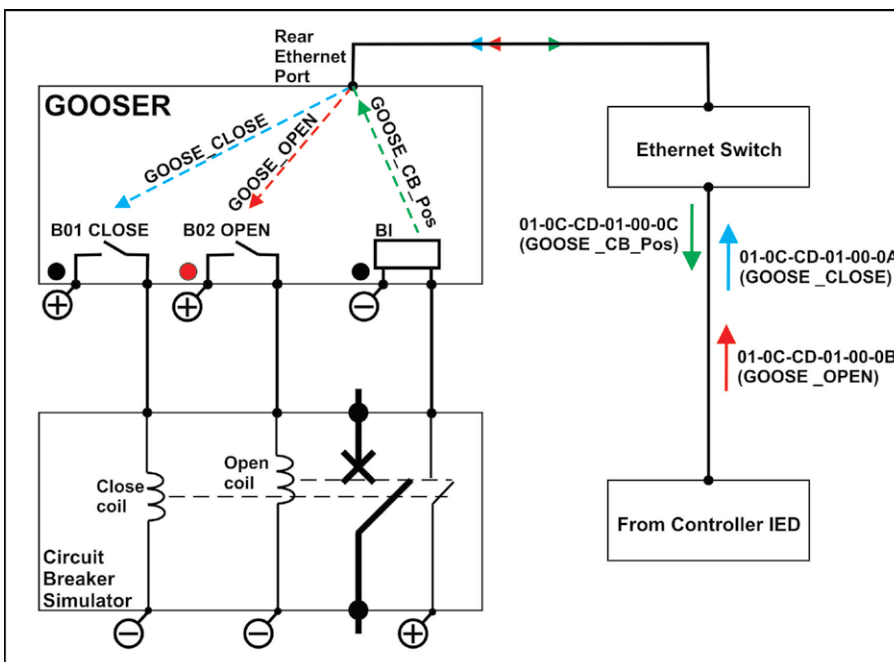 Rear
Ethernet
Port
GOOSER
GOOSE_CLOSE
GOOSE_OPEN
GOOSE_CB_Pos
B01 CLOSE
B02 OPEN
BI
+
+
−
Ethernet Switch
01-0C-CD-01-00-0C
(GOOSE _CB_Pos)
01-0C-CD-01-00-0A
(GOOSE _CLOSE)
01-0C-CD-01-00-0B
(GOOSE _OPEN)
From Controller IED
Close
coil
Open
coil
Circuit
Breaker
Simulator
−
−
+